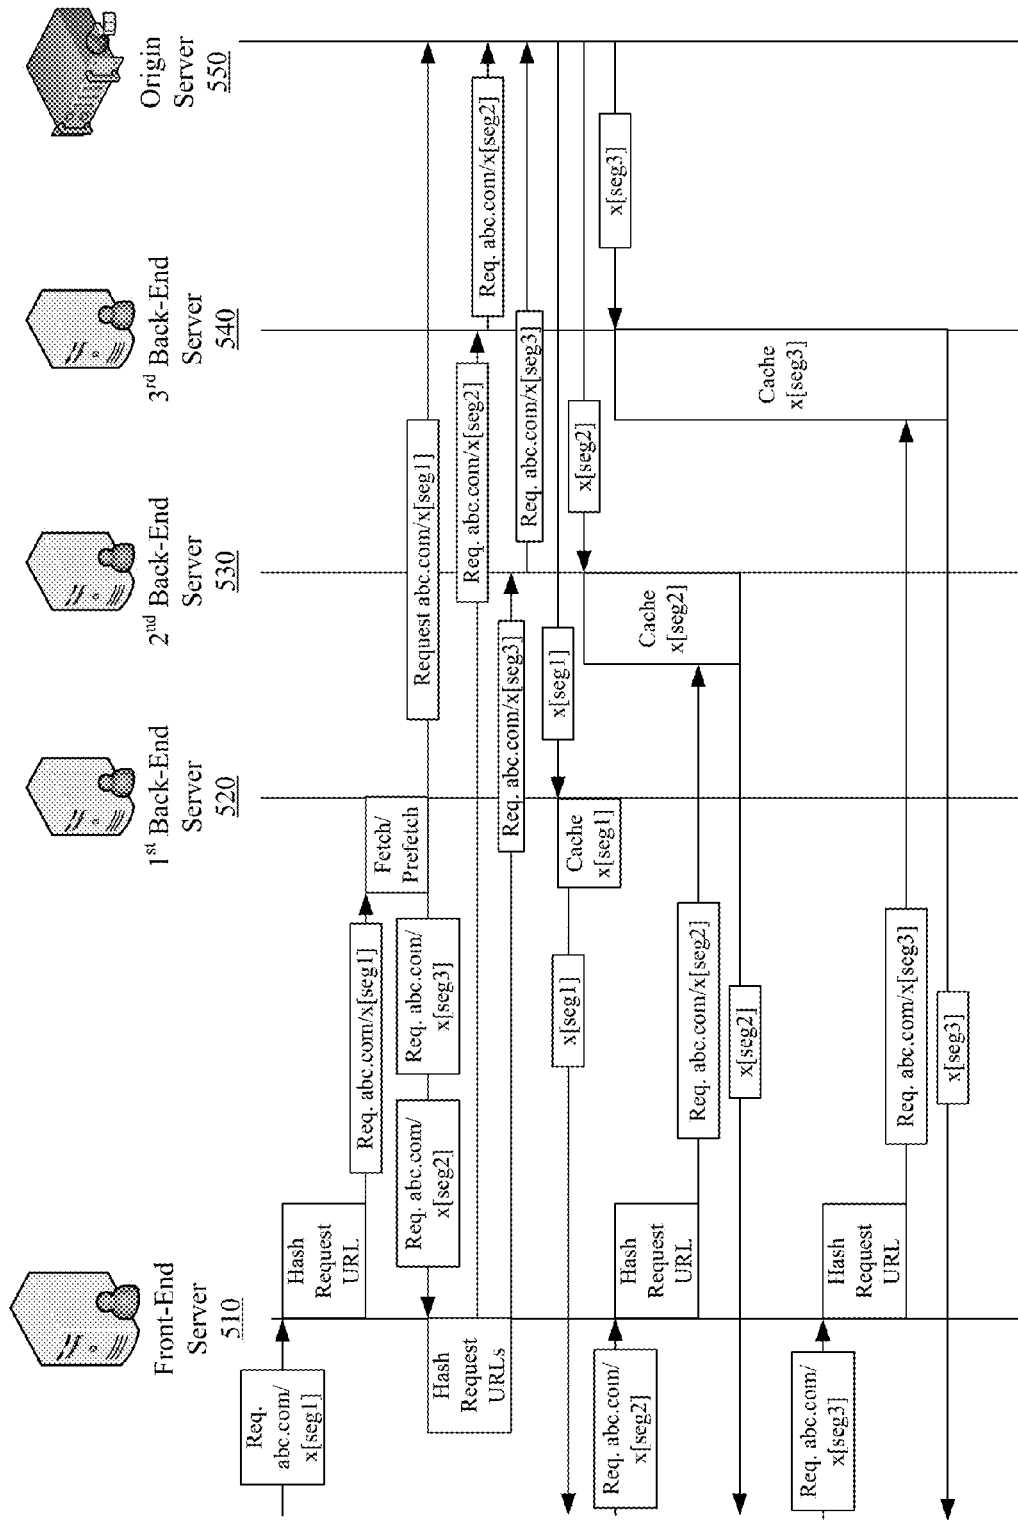 Front-End
Server
510
1st Back-End
Server
520
2nd Back-End
Server
530
3rd Back-End
Server
540
Origin
Server
550
Req.
abc.com/
x[seg1]
Hash
Request
URL
Req. abc.com/x[seg1]
Fetch/
Prefetch
Request abc.com/x[seg1]
Req. abc.com/
x[seg2]
Req. abc.com/
x[seg3]
Hash
Request
URLs
Req. abc.com/x[seg2]
Req. abc.com/x[seg2]
Req. abc.com/x[seg3]
Req. abc.com/x[seg3]
x[seg1]
Cache
x[seg1]
x[seg1]
x[seg2]
Cache
x[seg2]
x[seg3]
Cache
x[seg3]
Req. abc.com/
x[seg2]
Hash
Request
URL
Req. abc.com/x[seg2]
x[seg2]
Req. abc.com/
x[seg3]
Hash
Request
URL
Req. abc.com/x[seg3]
x[seg3]